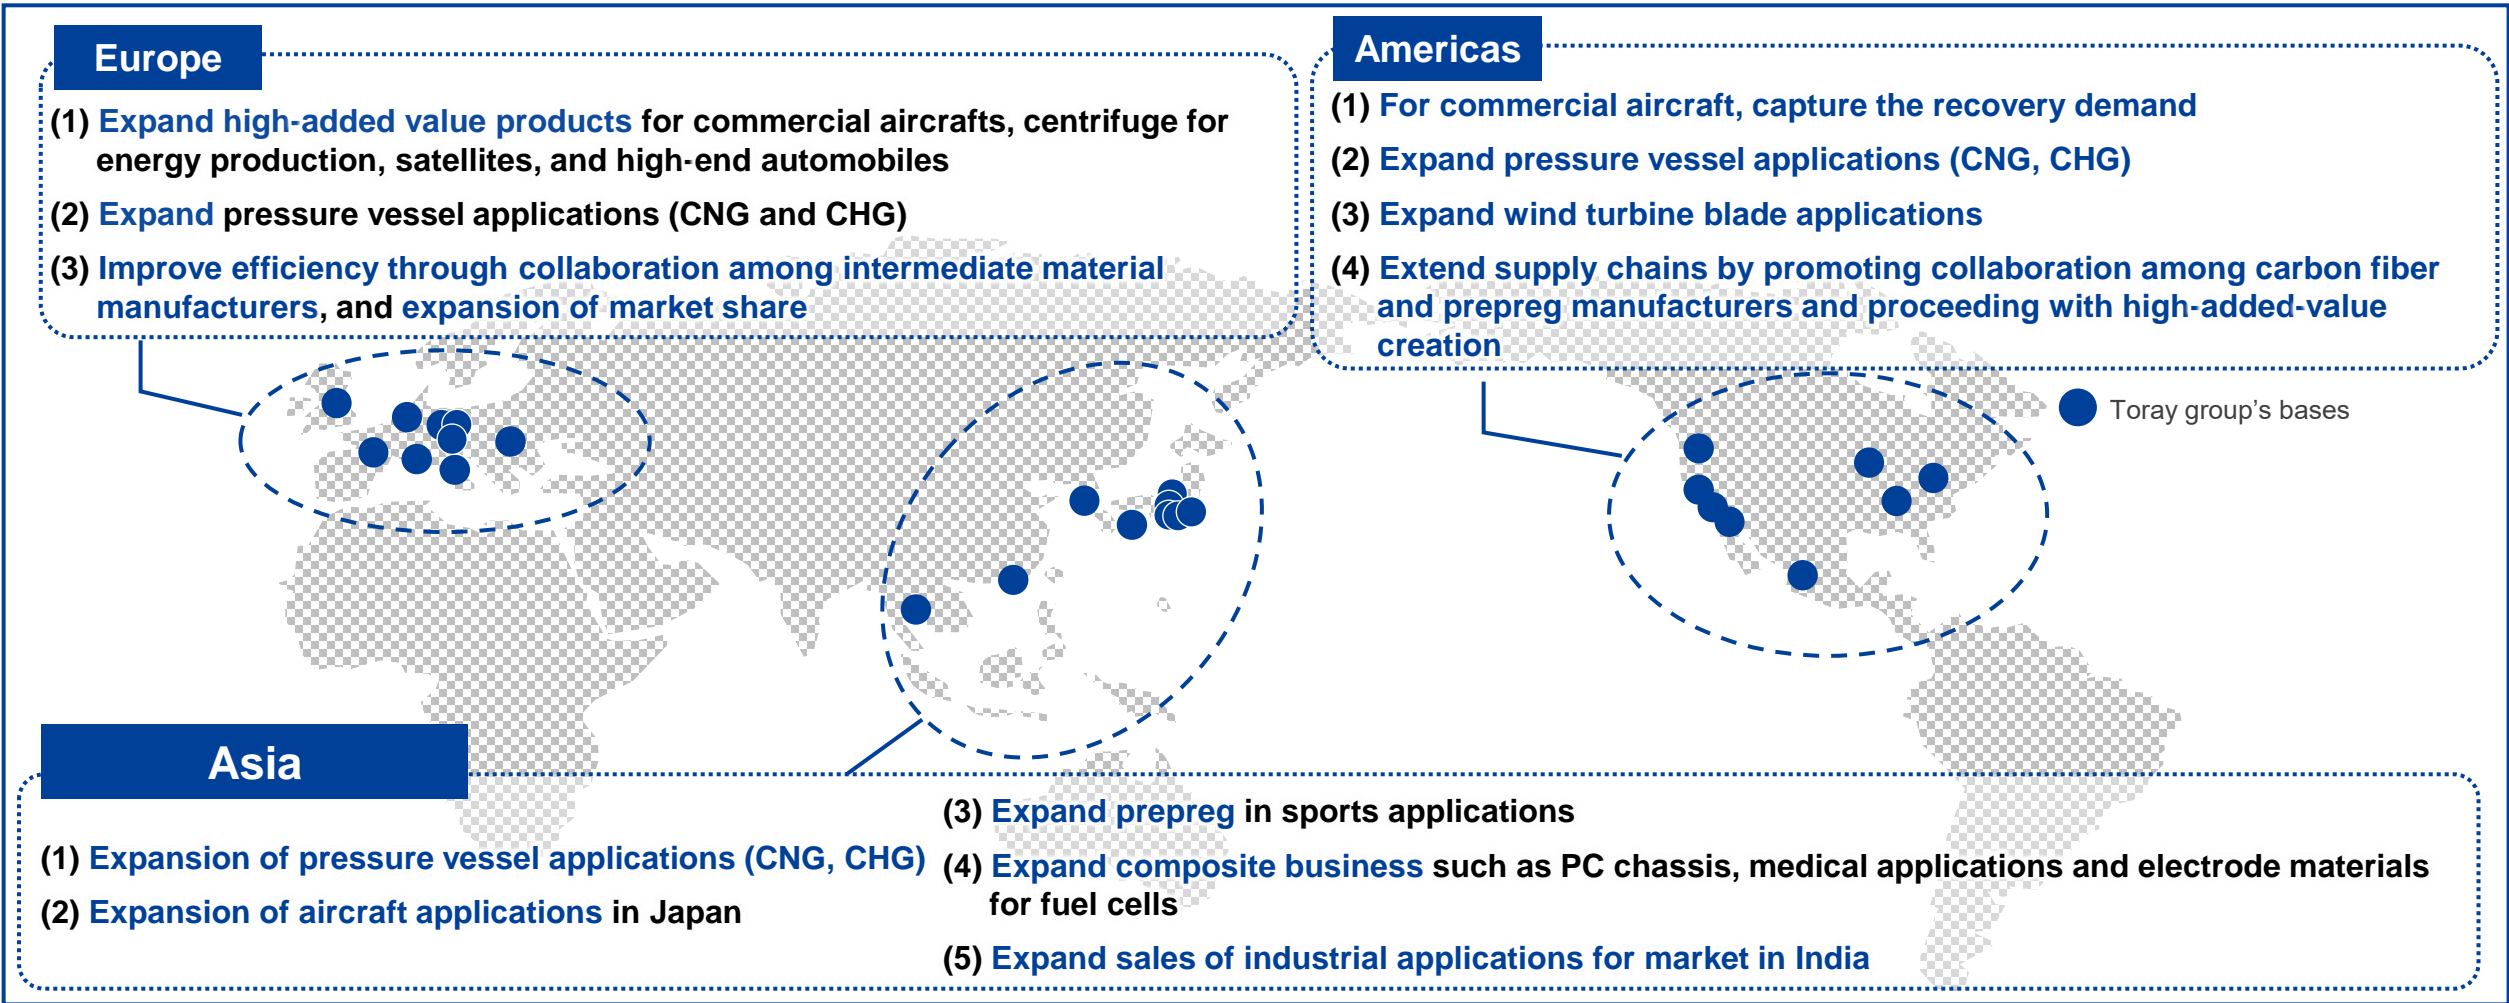 Europe
(1) Expand high-added value products for commercial aircrafts, centrifuge for
energy production, satellites, and high-end automobiles
(2) Expand pressure vessel applications (CNG and CHG)
(3) Improve efficiency through collaboration among intermediate material
manufacturers, and expansion of market share
Americas
(1) For commercial aircraft, capture the recovery demand
(2) Expand pressure vessel applications (CNG, CHG)
(3) Expand wind turbine blade applications
(4) Extend supply chains by promoting collaboration among carbon fiber
and prepreg manufacturers and proceeding with high-added-value
creation
Toray group’s bases
Asia
(1) Expansion of pressure vessel applications (CNG, CHG)
(2) Expansion of aircraft applications in Japan
(3) Expand prepreg in sports applications
(4) Expand composite business such as PC chassis, medical applications and electrode materials
for fuel cells
(5) Expand sales of industrial applications for market in India